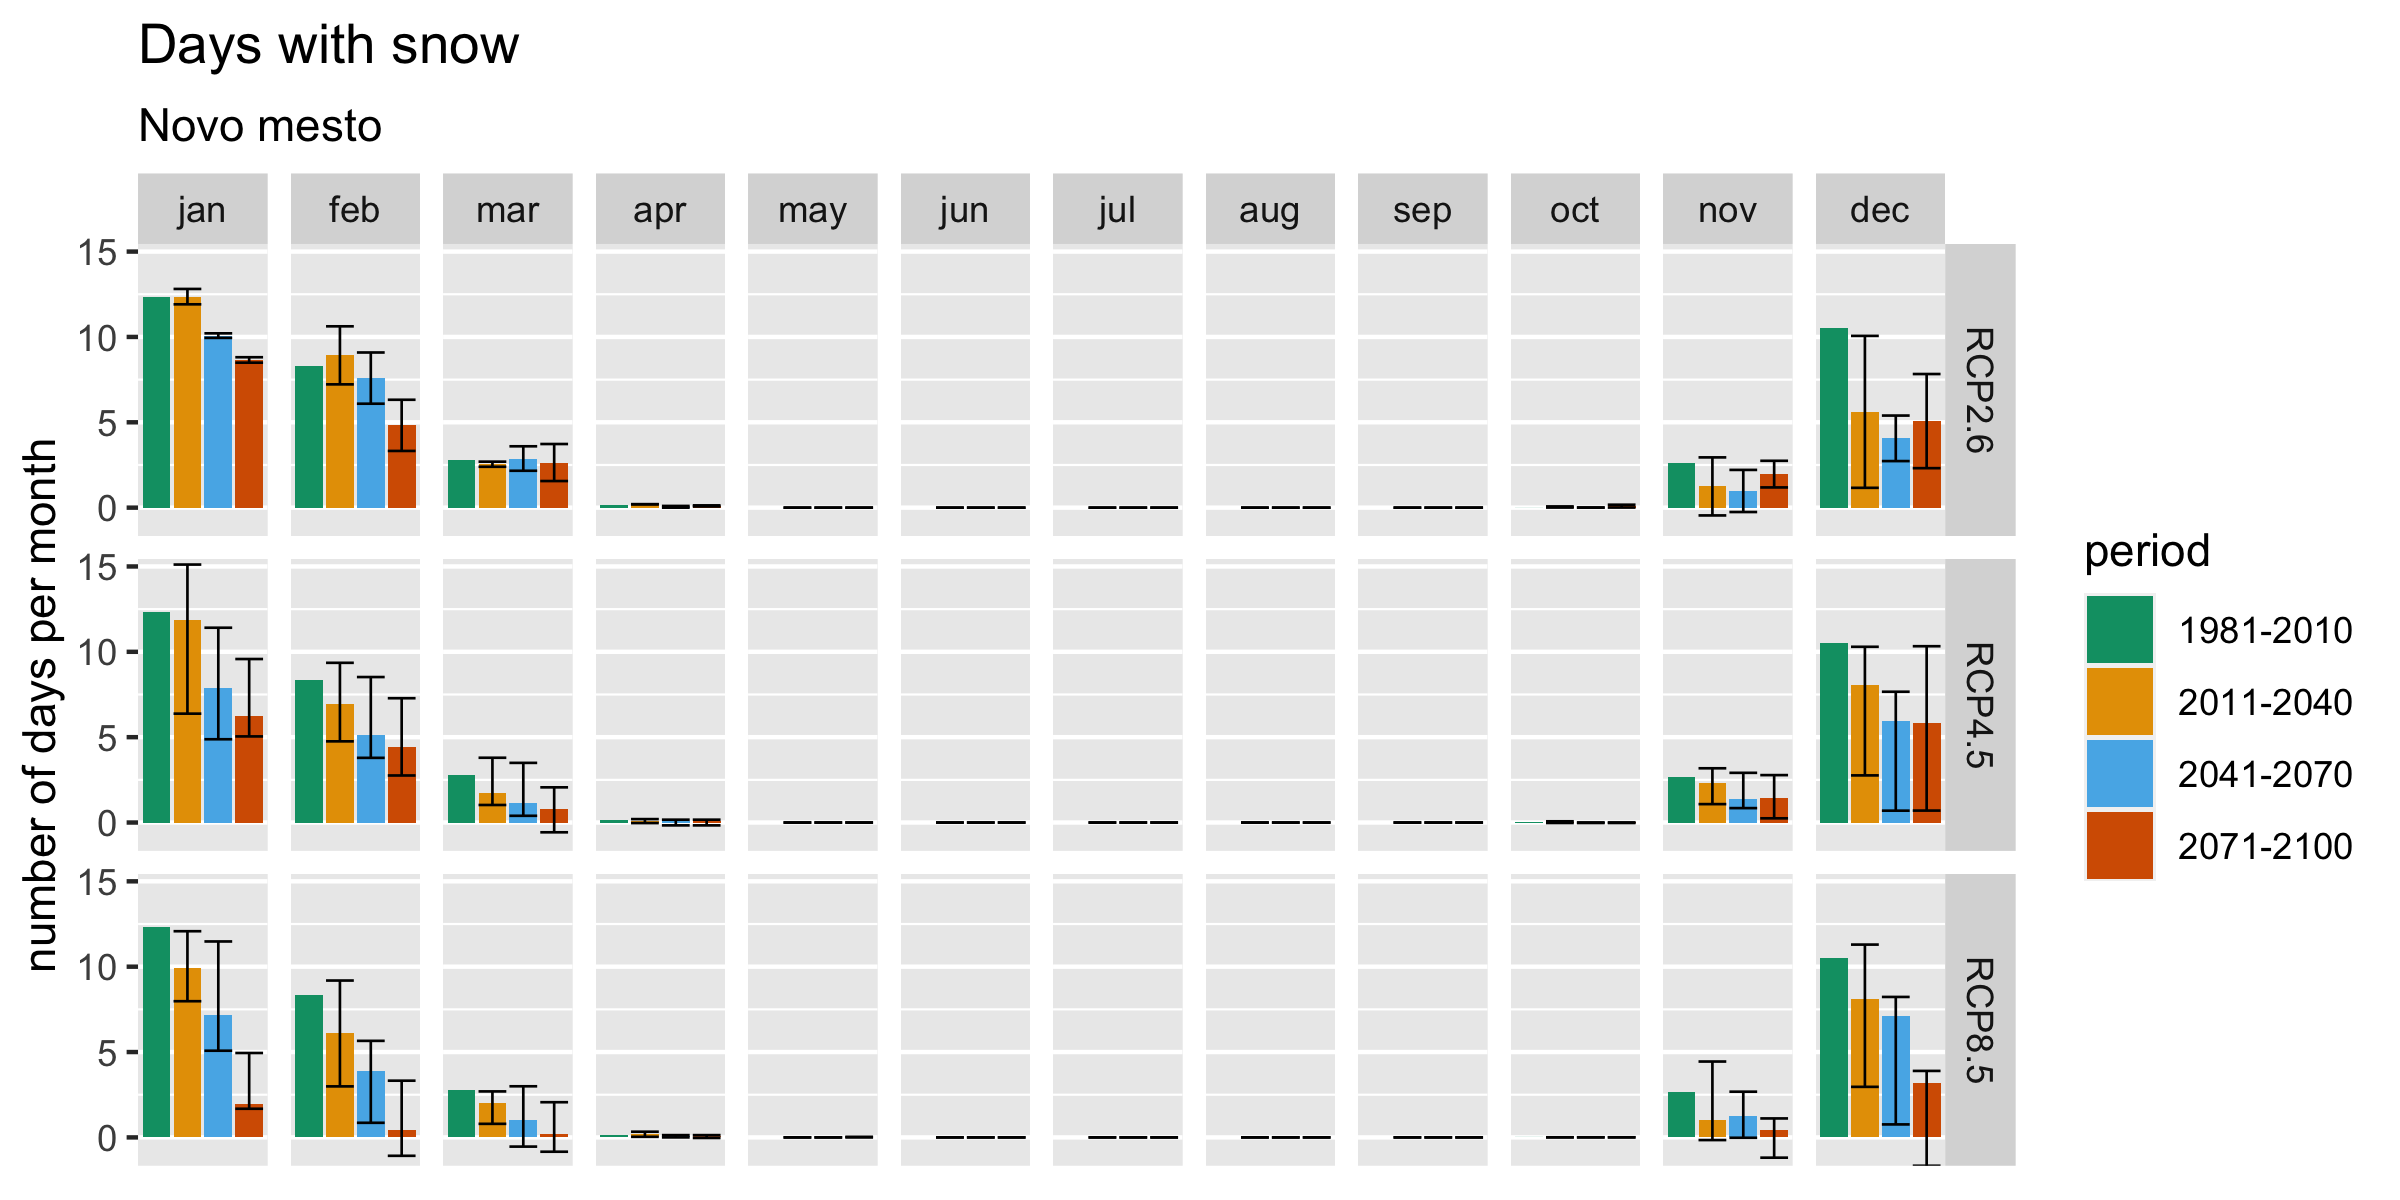 Days with snow
Novo mesto
jan feb mar apr may jun jul aug sep oct nov dec
15
10
5
0
RCP2.6
15
10
5
0
RCP4.5
15
10
5
0
RCP8.5
number of days per month
period
1981-2010
2011-2040
2041-2070
2071-2100